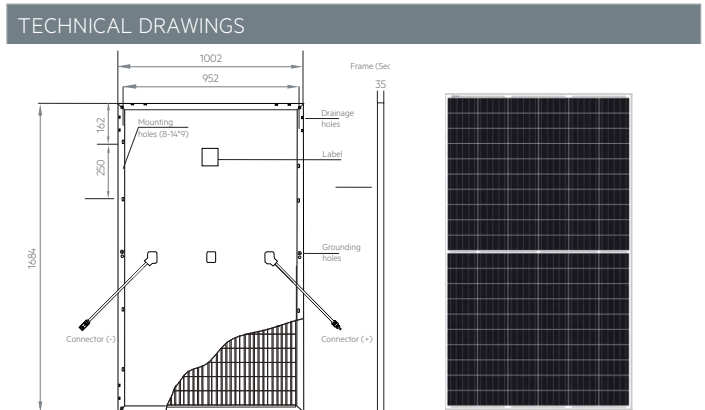 TECHNICAL DRAWINGS
1002
952
Frame (Sec
35
162
Mounting
holes (8-14*9)
Drainage
holes
Label
250
Grounding
holes
1684
Connector (-)
Connector (+)